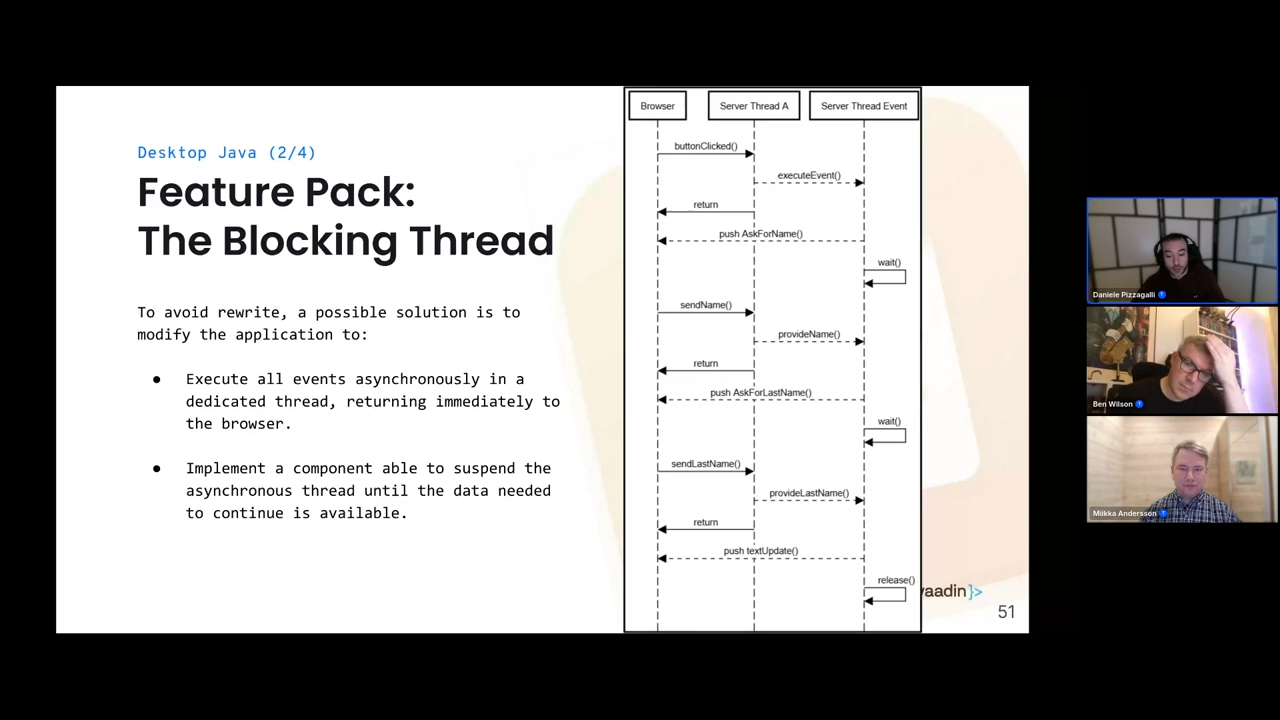 Desktop Java (2/4)
Feature Pack:
The Blocking Thread
To avoid rewrite, a possible solution is to
modify the application to:
● Execute all events asynchronously in a
dedicated thread, returning immediately to
the browser.
● Implement a component able to suspend the
asynchronous thread until the data needed
to continue is available.
Browser
Server Thread A
Server Thread Event
buttonClicked()
executeEvent()
return
push AskForName()
wait()
sendName()
provideName()
return
push AskForLastName()
wait()
sendLastName()
provideLastName()
return
push textUpdate()
release()
vaadin}>
51
Daniele Pizzagalli
Ben Wilson
Miikka Andersson